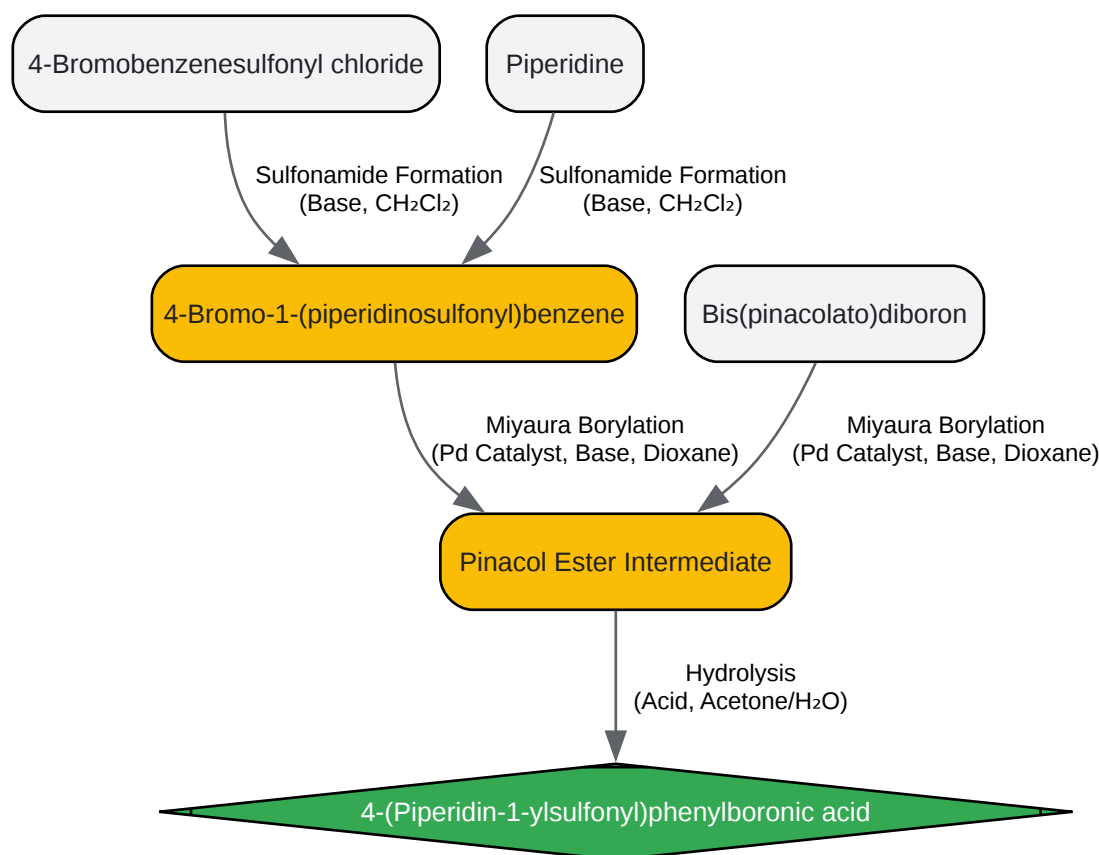 4-Bromobenzenesulfonyl chloride
Piperidine
Sulfonamide Formation
(Base, CH₂Cl₂)
Sulfonamide Formation
(Base, CH₂Cl₂)
4-Bromo-1-(piperidinosulfonyl)benzene
Bis(pinacolato)diboron
Miyaura Borylation
(Pd Catalyst, Base, Dioxane)
Miyaura Borylation
(Pd Catalyst, Base, Dioxane)
Pinacol Ester Intermediate
Hydrolysis
(Acid, Acetone/H₂O)
4-(Piperidin-1-ylsulfonyl)phenylboronic acid